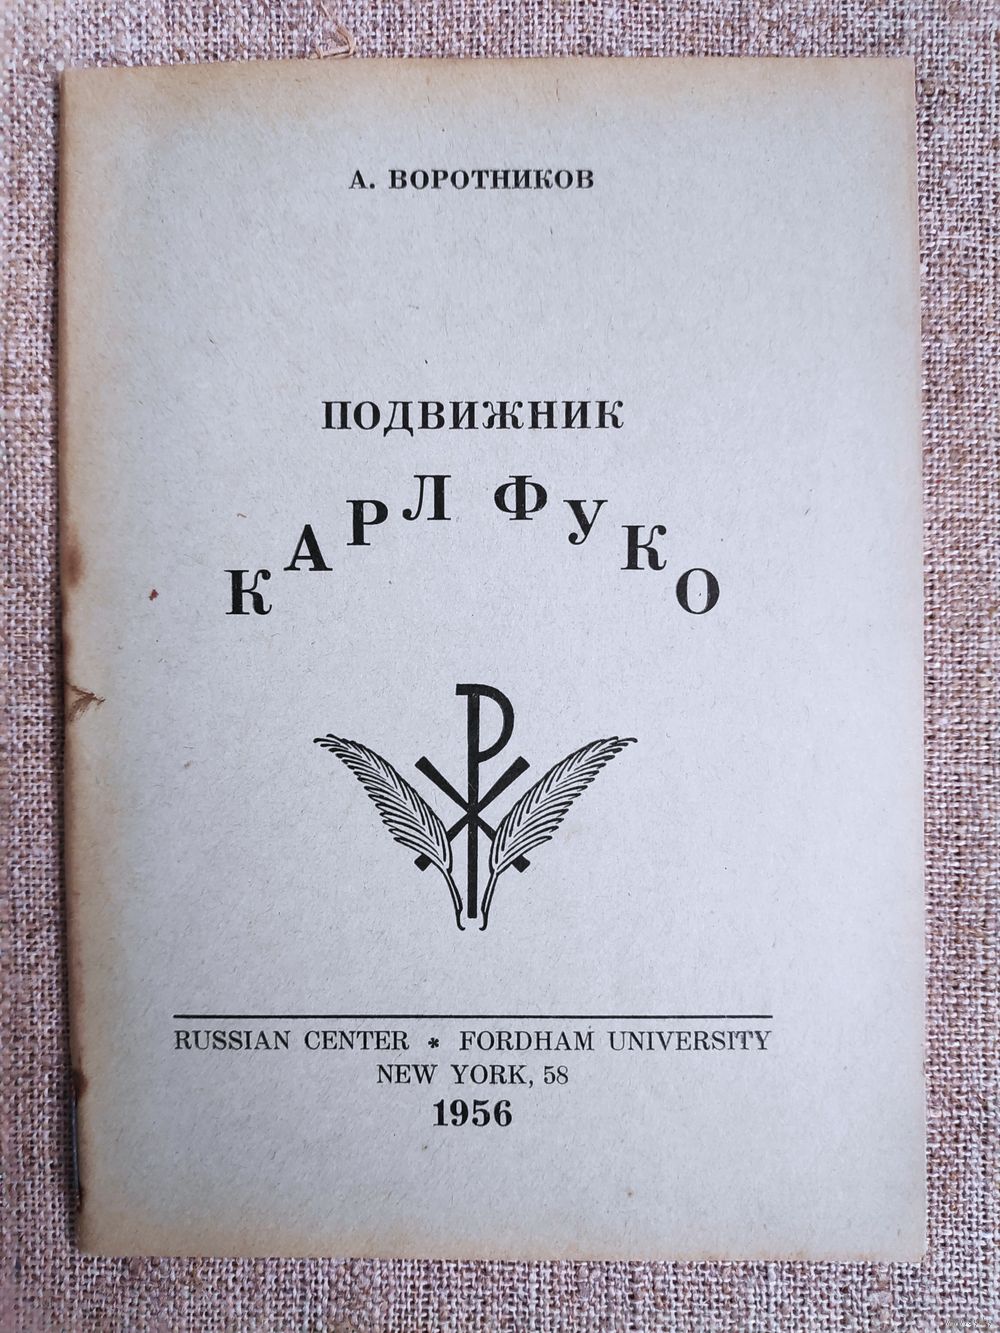 А. ВОРОТНИКОВ
ПОДВИЖНИК
КАРЛ ФУКО
RUSSIAN CENTER * FORDHAM UNIVERSITY
NEW YORK, 58
1956